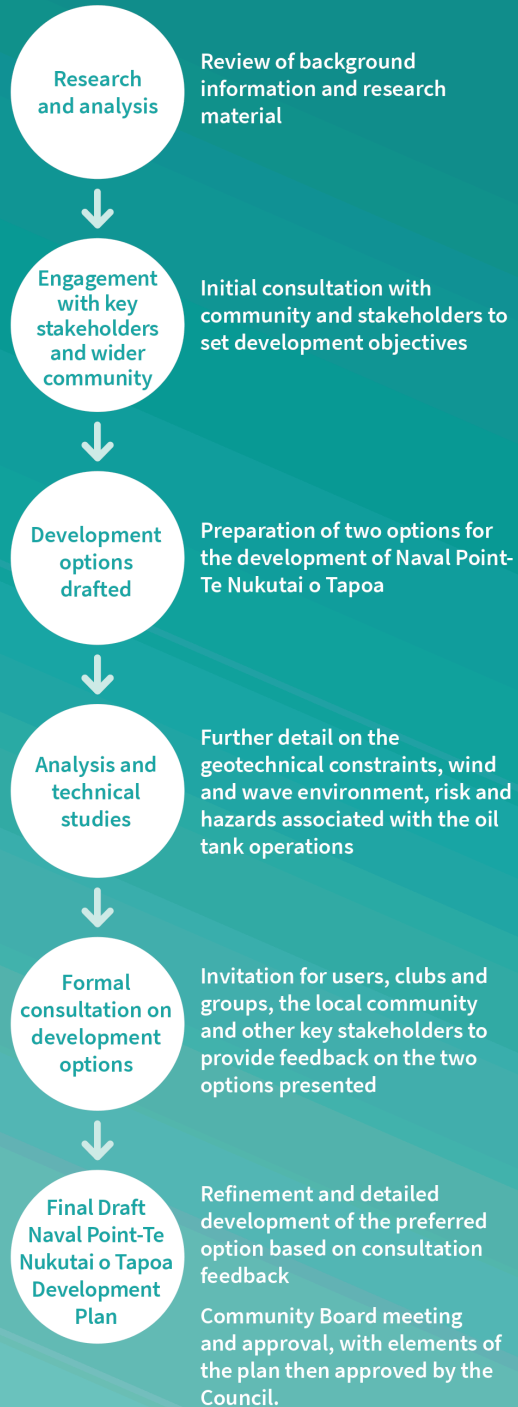 Research
and analysis
Review of background
information and research
material
Engagement
with key
stakeholders
and wider
community
Initial consultation with
community and stakeholders to
set development objectives
Development
options
drafted
Preparation of two options for
the development of Naval Point-
Te Nukutai o Tapoa
Analysis and
technical
studies
Further detail on the
geotechnical constraints, wind
and wave environment, risk and
hazards associated with the oil
tank operations
Formal
consultation on
development
options
Invitation for users, clubs and
groups, the local community
and other key stakeholders to
provide feedback on the two
options presented
Final Draft
Naval Point-Te
Nukutai o Tapoa
Development
Plan
Refinement and detailed
development of the preferred
option based on consultation
feedback
Community Board meeting
and approval, with elements of
the plan then approved by the
Council.